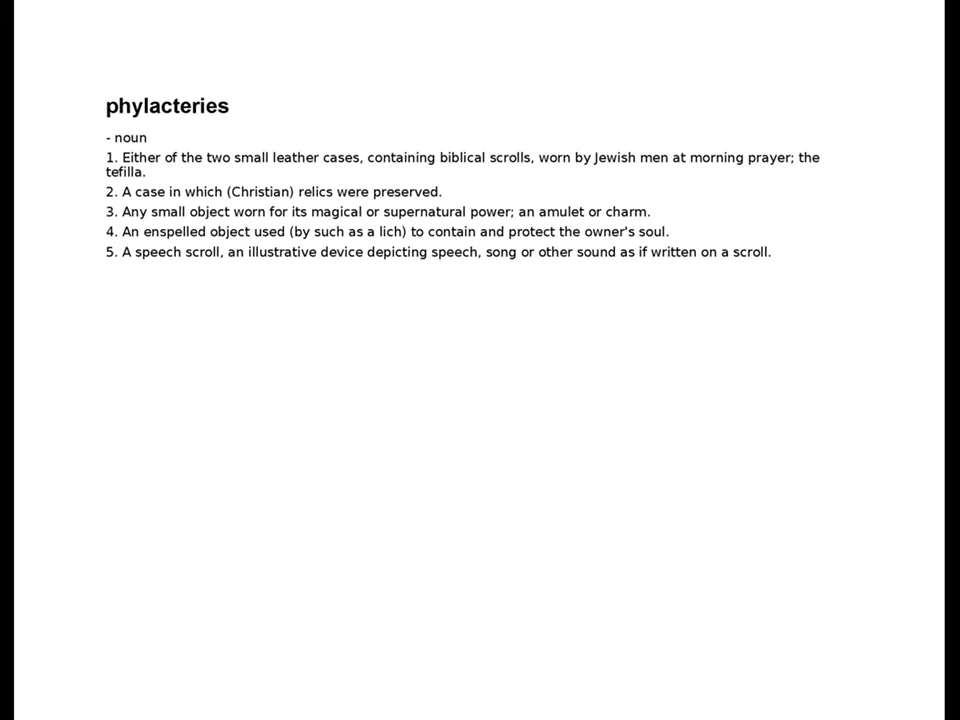 phylacteries
- noun
1. Either of the two small leather cases, containing biblical scrolls, worn by Jewish men at morning prayer; the
tefilla.
2. A case in which (Christian) relics were preserved.
3. Any small object worn for its magical or supernatural power; an amulet or charm.
4. An enspelled object used (by such as a lich) to contain and protect the owner's soul.
5. A speech scroll, an illustrative device depicting speech, song or other sound as if written on a scroll.